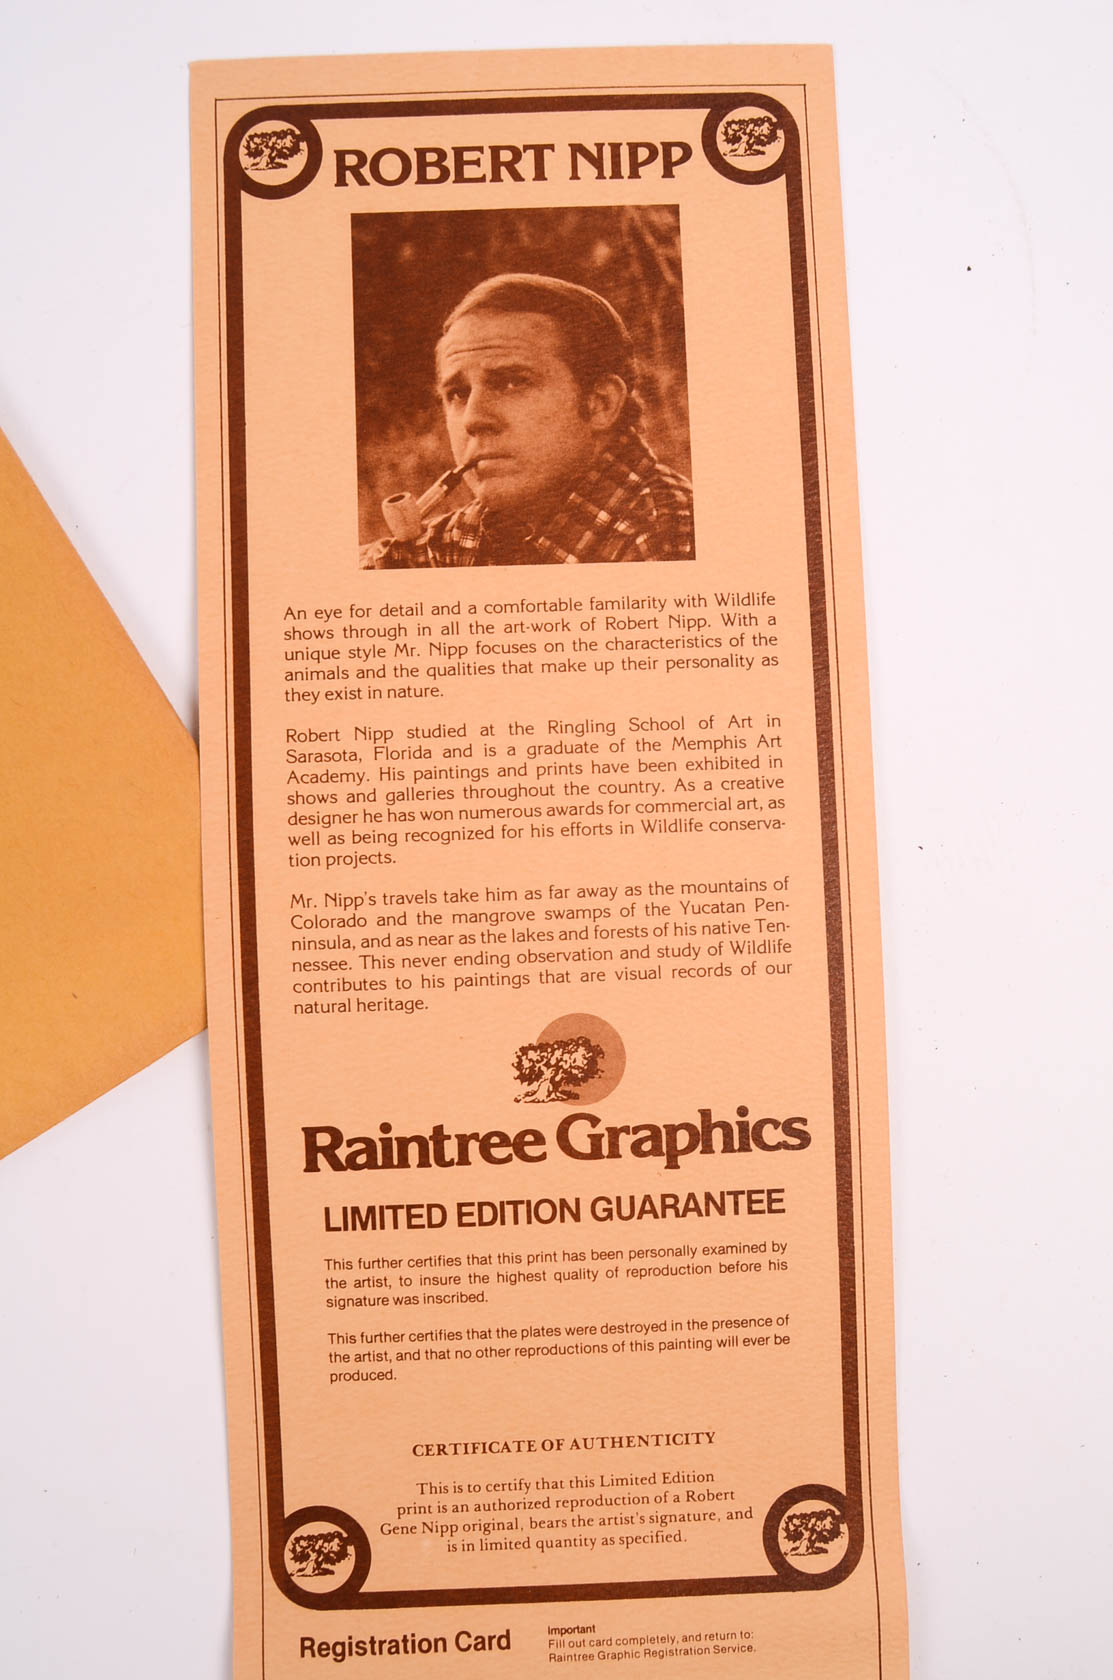 ROBERT NIPP
An eye for detail and a comfortable familarity with Wildlife
shows through in all the art-work of Robert Nipp. With a
unique style Mr. Nipp focuses on the characteristics of the
animals and the qualities that make up their personality as
they exist in nature.
Robert Nipp studied at the Ringling School of Art in
Sarasota, Florida and is a graduate of the Memphis Art
Academy. His paintings and prints have been exhibited in
shows and galleries throughout the country. As a creative
designer he has won numerous awards for commercial art, as
well as being recognized for his efforts in Wildlife conserva-
tion projects.
Mr. Nipp's travels take him as far away as the mountains of
Colorado and the mangrove swamps of the Yucatan Pen-
ninsula, and as near as the lakes and forests of his native Ten-
nessee. This never ending observation and study of Wildlife
contributes to his paintings that are visual records of our
natural heritage.
Raintree Graphics
LIMITED EDITION GUARANTEE
This further certifies that this print has been personally examined by
the artist, to insure the highest quality of reproduction before his
signature was inscribed.
This further certifies that the plates were destroyed in the presence of
the artist, and that no other reproductions of this painting will ever be
produced.
CERTIFICATE OF AUTHENTICITY
This is to certify that this Limited Edition
print is an authorized reproduction of a Robert
Gene Nipp original, bears the artist's signature, and
is in limited quantity as specified.
Registration Card
Important
Fill out card completely, and return to:
Raintree Graphic Registration Service.